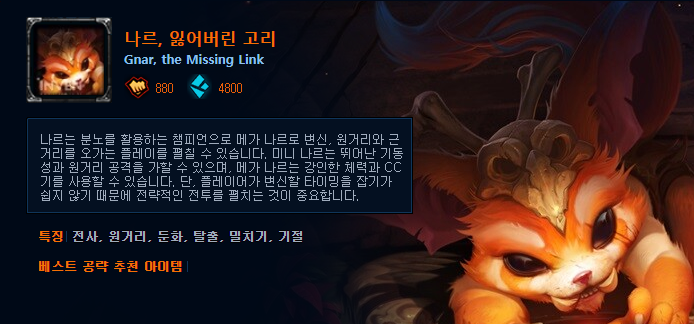 나르, 잃어버린 고리
Gnar, the Missing Link
880 4800
INVEN
나르는 분노를 활용하는 챔피언으로 메가 나르로 변신, 원거리와 근
거리를 오가는 플레이를 펼칠 수 있습니다. 미니 나르는 뛰어난 기동
성과 원거리 공격을 가할 수 있으며, 메가 나르는 강인한 체력과 CC
기를 사용할 수 있습니다. 단, 플레이어가 변신할 타이밍을 잡기가
쉽지 않기 때문에 전략적인 전투를 펼치는 것이 중요합니다.
특징| 전사, 원거리, 둔화, 탈출, 밀치기, 기절
베스트 공략 추천 아이템 |